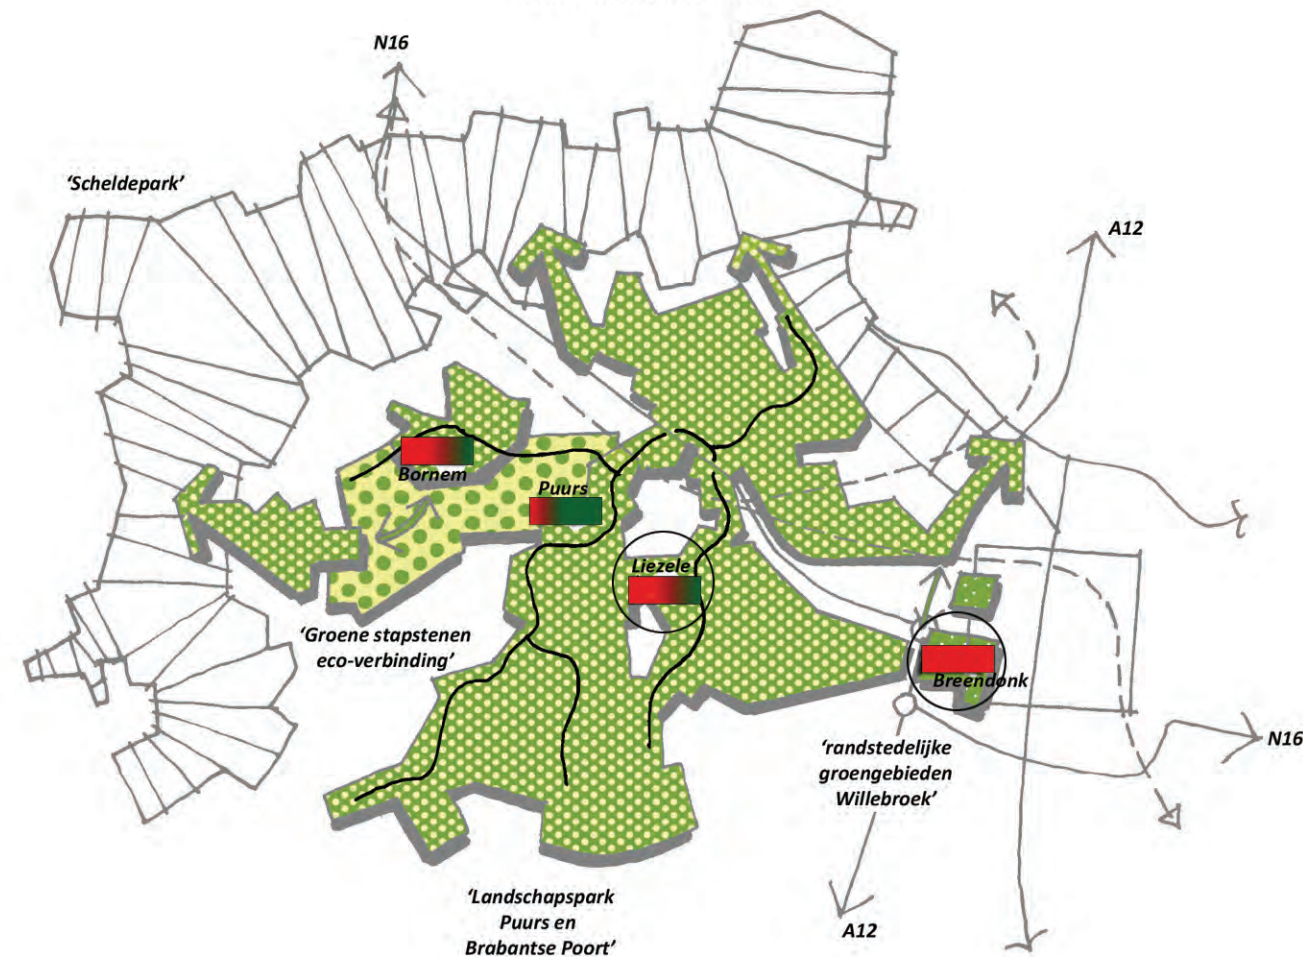 N16
‘Scheldepark’
A12
Bornem
Puurs
Liezele
‘Groene stapstenen
eco-verbinding’
Breendonk
N16
‘randstedelijke
groengebieden
Willebroek’
‘Landschapspark
Puurs en
Brabantse Poort’
A12